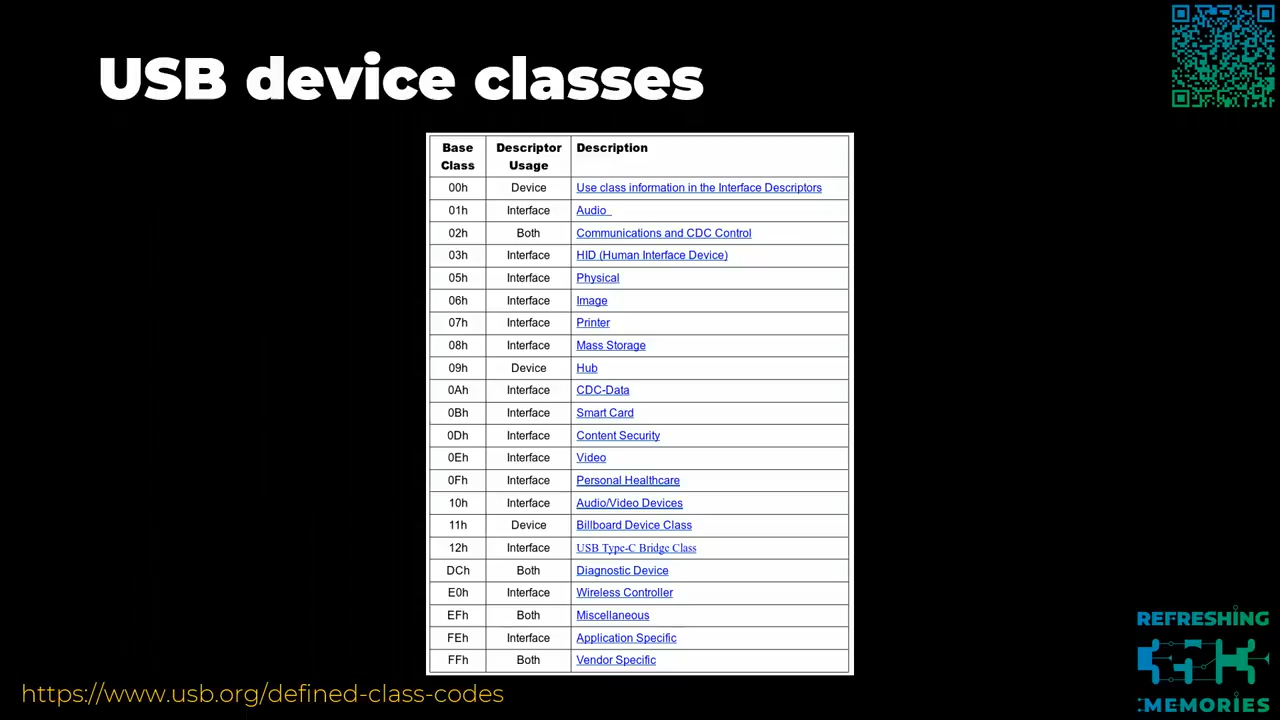 USB device classes
Base Class Descriptor Usage Description
00h Device Use class information in the Interface Descriptors
01h Interface Audio
02h Both Communications and CDC Control
03h Interface HID (Human Interface Device)
05h Interface Physical
06h Interface Image
07h Interface Printer
08h Interface Mass Storage
09h Device Hub
0Ah Interface CDC-Data
0Bh Interface Smart Card
0Dh Interface Content Security
0Eh Interface Video
0Fh Interface Personal Healthcare
10h Interface Audio/Video Devices
11h Device Billboard Device Class
12h Interface USB Type-C Bridge Class
DCh Both Diagnostic Device
E0h Interface Wireless Controller
EFh Both Miscellaneous
FEh Interface Application Specific
FFh Both Vendor Specific
https://www.usb.org/defined-class-codes
REFRESHING
:MEMORIES